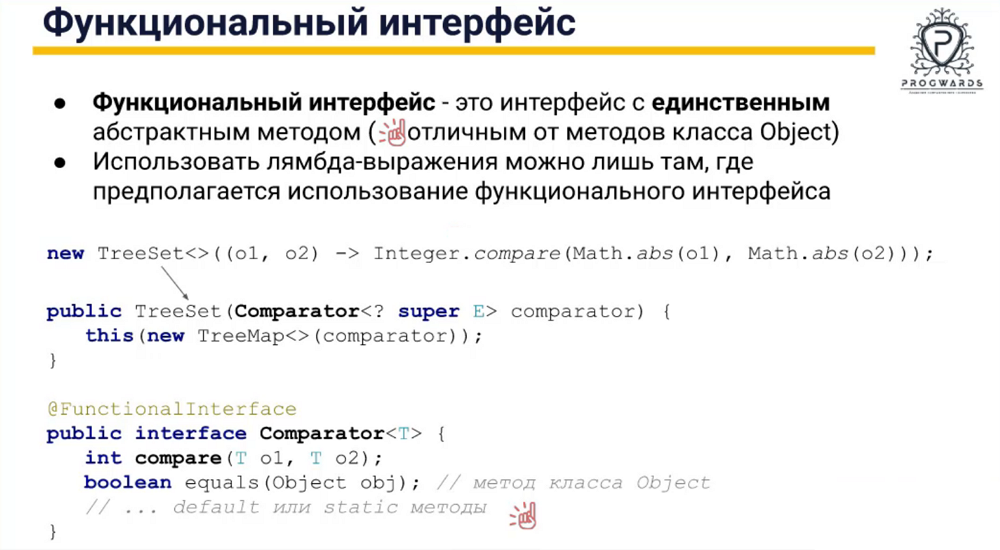 Функциональный интерфейс
PROGWARDS
● Функциональный интерфейс - это интерфейс с единственным
абстрактным методом (отличным от методов класса Object)
● Использовать лямбда-выражения можно лишь там, где
предполагается использование функционального интерфейса
new TreeSet<>((o1, o2) -> Integer.compare(Math.abs(o1), Math.abs(o2)));
public TreeSet(Comparator<? super E> comparator) {
this(new TreeMap<>(comparator));
}
@FunctionalInterface
public interface Comparator<T> {
int compare(T o1, T o2);
boolean equals(Object obj); // метод класса Object
// ... default или static методы
}